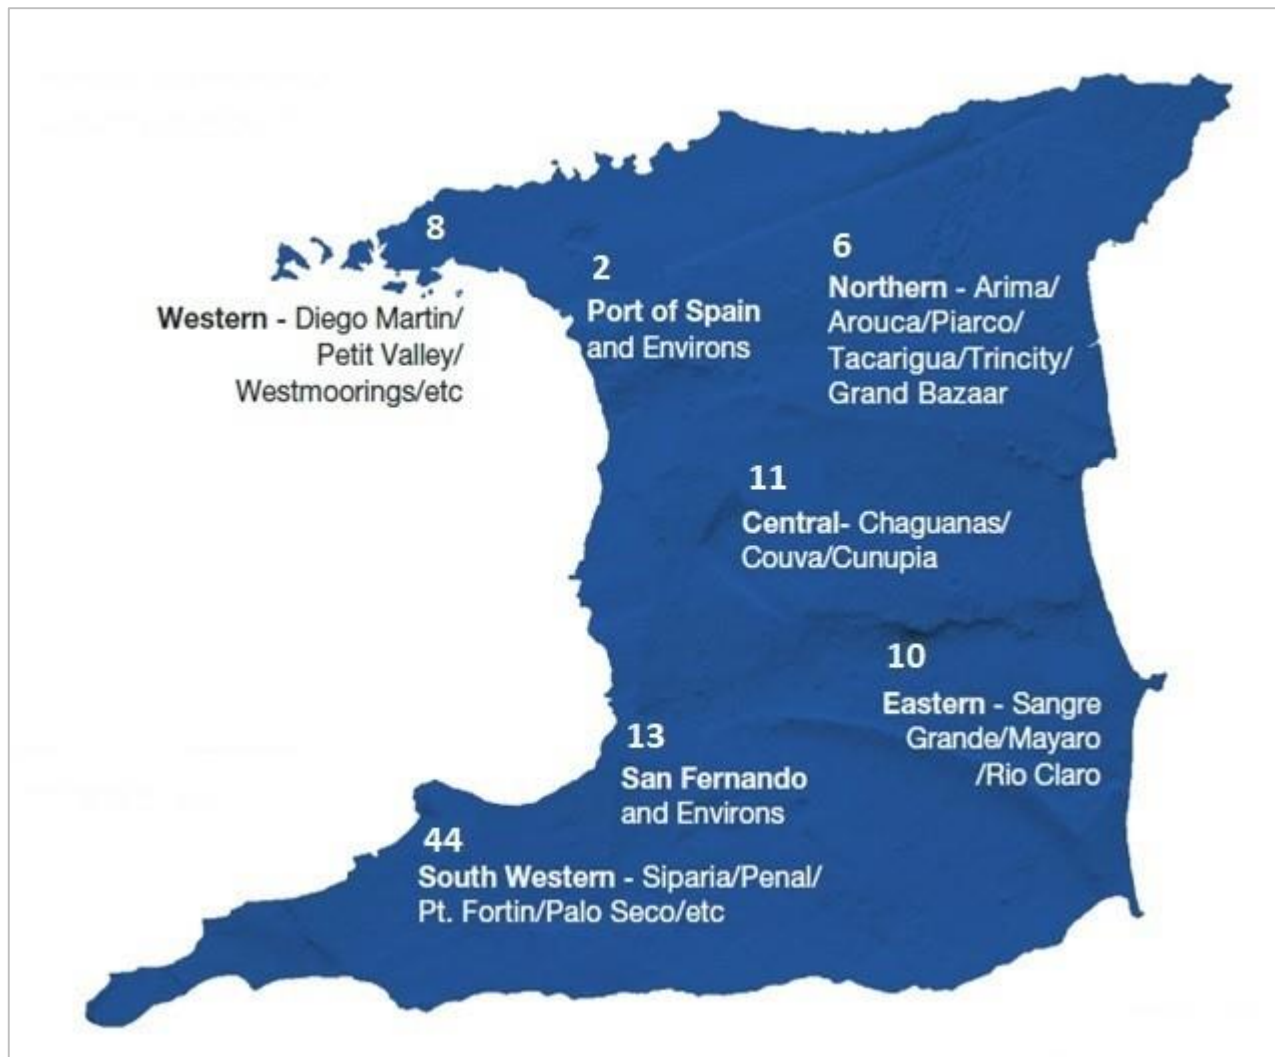 8
Western - Diego Martin/
Petit Valley/
Westmoorings/etc
2
Port of Spain
and Environs
6
Northern - Arima/
Arouca/Piarco/
Tacarigua/Trincity/
Grand Bazaar
11
Central- Chaguanas/
Couva/Cunupia
10
Eastern - Sangre
Grande/Mayaro
/Rio Claro
13
San Fernando
and Environs
44
South Western - Siparia/Penal/
Pt. Fortin/Palo Seco/etc